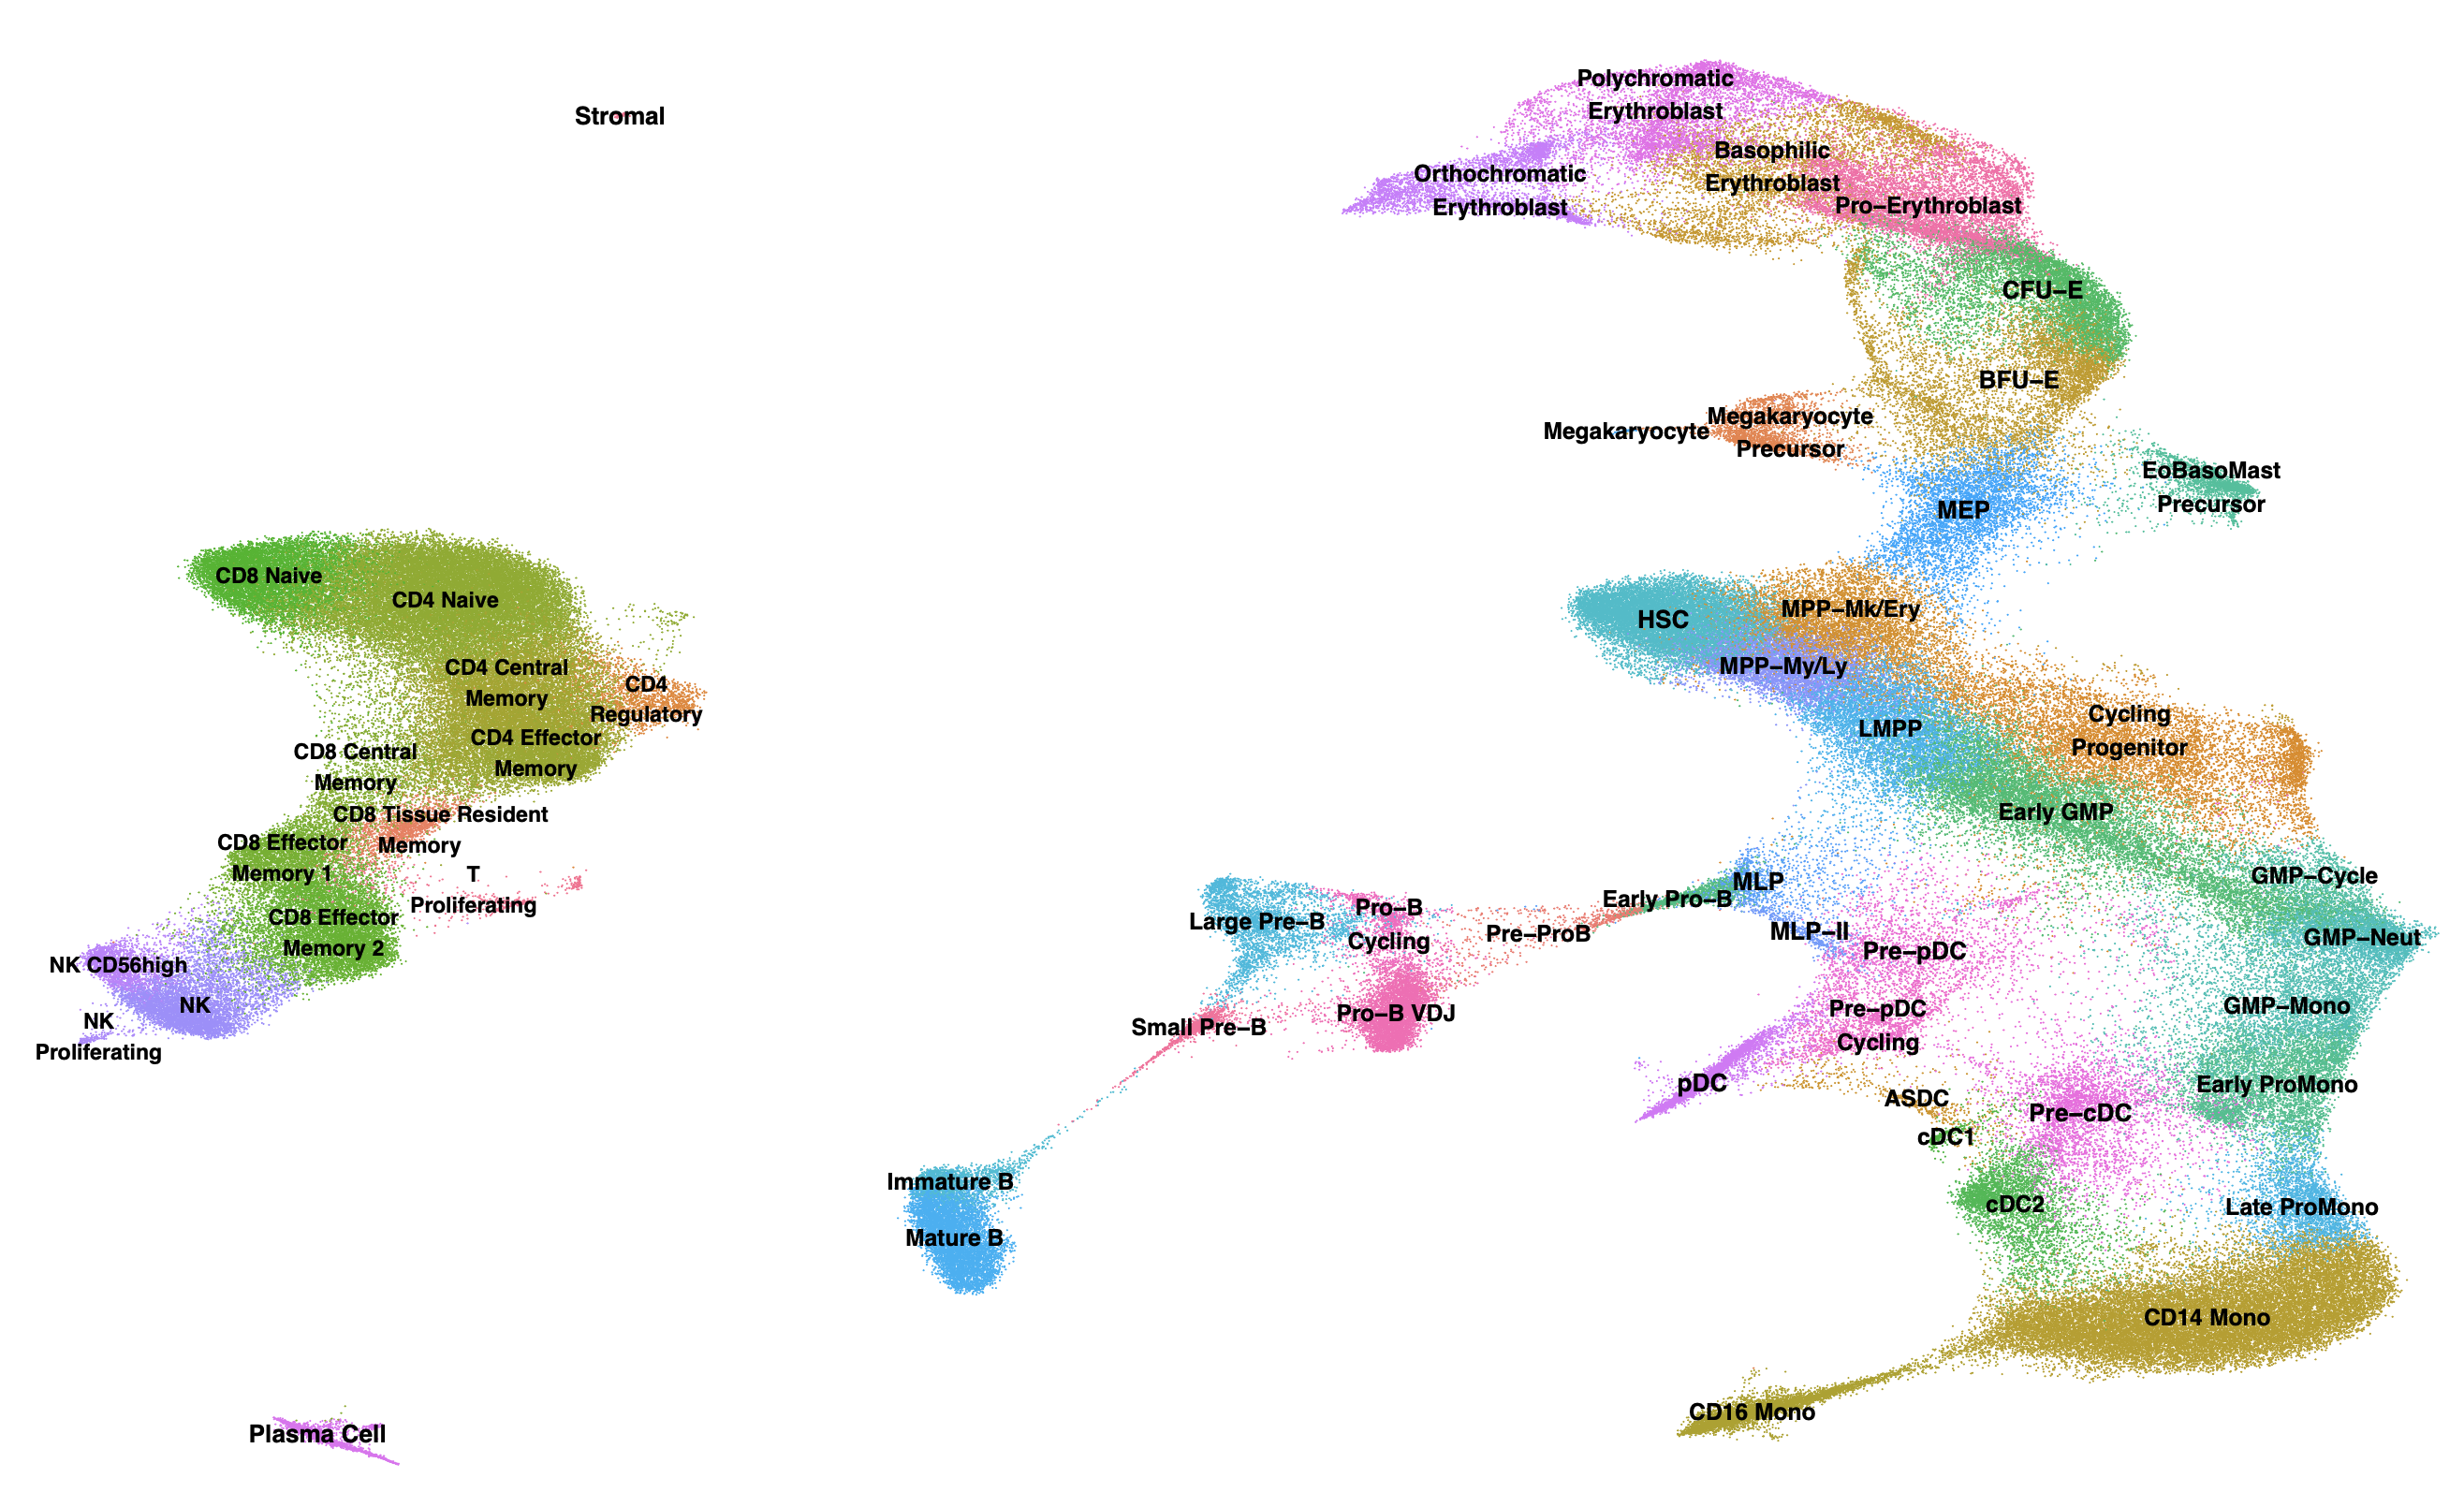 Polychromatic
Erythroblast
Stromal
Basophilic
Erythroblast
Orthochromatic
Erythroblast
Pro-Erythroblast
CFU-E
BFU-E
Megakaryocyte
Precursor
Megakaryocyte
EoBasoMast
Precursor
MEP
CD8 Naive
CD4 Naive
HSC
MPP-Mk/Ery
MPP-My/Ly
CD4 Central
Memory
CD4
Regulatory
LMPP
Cycling
Progenitor
CD4 Effector
Memory
CD8 Central
Memory
CD8 Tissue Resident
Memory
Early GMP
CD8 Effector
Memory 1
T
Proliferating
GMP-Cycle
MLP
Early Pro-B
Pro-B
Cycling
Large Pre-B
Pre-ProB
MLP-II
CD8 Effector
Memory 2
GMP-Neut
Pre-pDC
NK CD56high
NK
GMP-Mono
Pre-pDC
Cycling
Pro-B VDJ
Small Pre-B
NK
Proliferating
pDC
Early ProMono
ASDC
Pre-cDC
cDC1
Immature B
cDC2
Late ProMono
Mature B
CD14 Mono
CD16 Mono
Plasma Cell